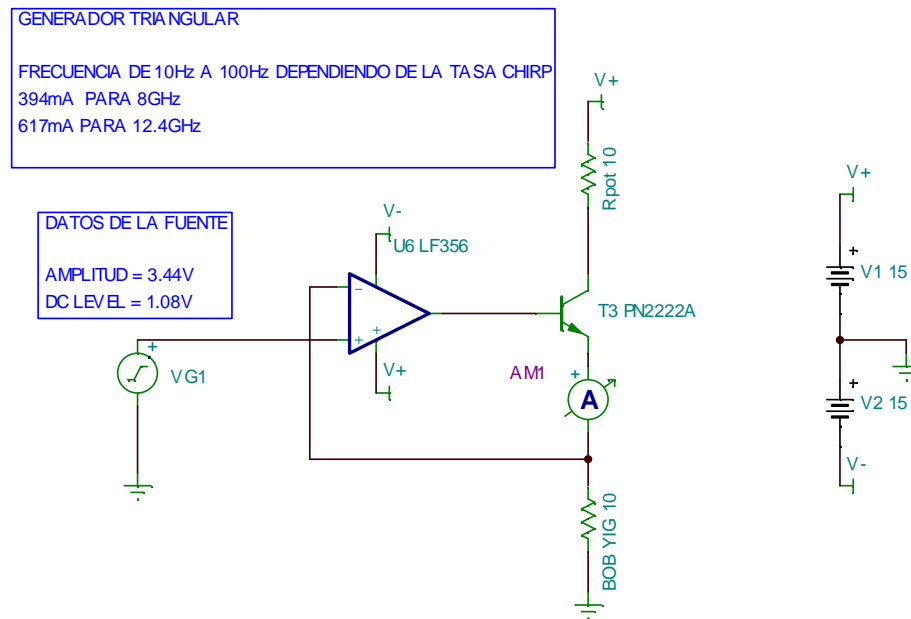 GENERADOR TRIANGULAR
FRECUENCIA DE 10Hz A 100Hz DEPENDIENDO DE LA TASA CHIRP
394mA PARA 8GHz
617mA PARA 12.4GHz
V+
Rpot 10
DATOS DE LA FUENTE
AMPLITUD = 3.44V
DC LEVEL = 1.08V
V-
U6 LF356
T3 PN2222A
V+
AM1
A
VG1
BOB YIG 10
V+
V1 15
V2 15
V-